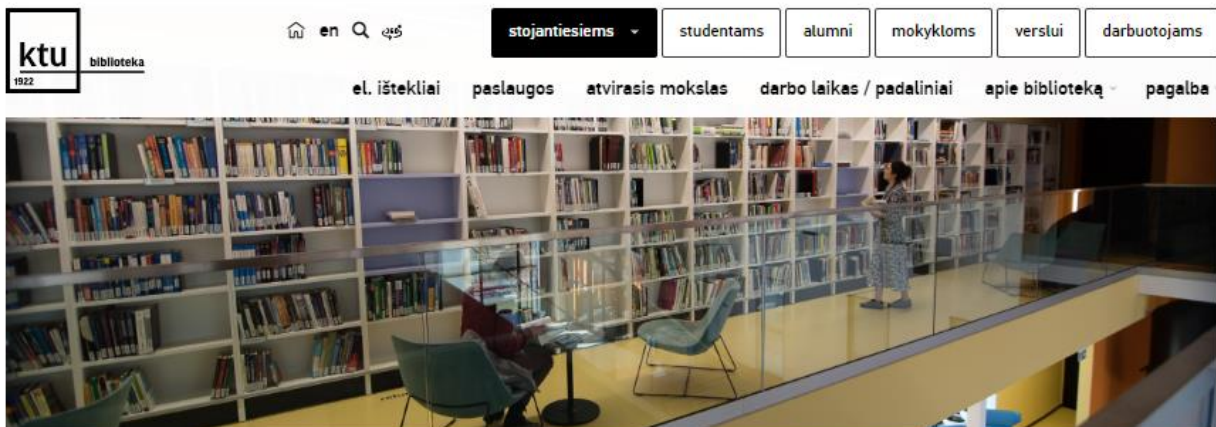 en
stojantiesiems
studentams
alumni
mokykloms
verslui
darbuotojams
ktu
biblioteka
1922
el. ištekliai
paslaugos
atvirasis mokslas
darbo laikas / padaliniai
apie biblioteką
pagalba